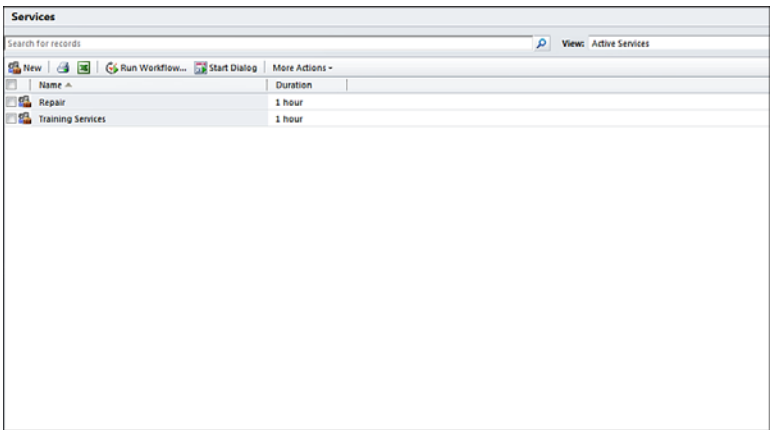 Services
Search for records View: Active Services
New Run Workflow... Start Dialog More Actions
Name Duration
Repair 1 hour
Training Services 1 hour